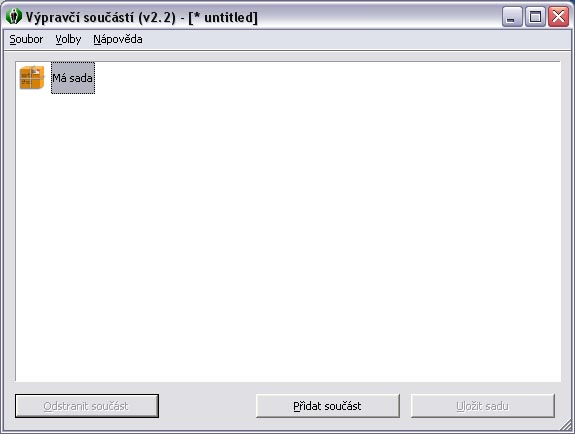 Výpravčí součástí (v2.2) - [* untitled]
Soubor Volby Nápověda
Má sada
Odstranit součást Přidat součást Uložit sadu